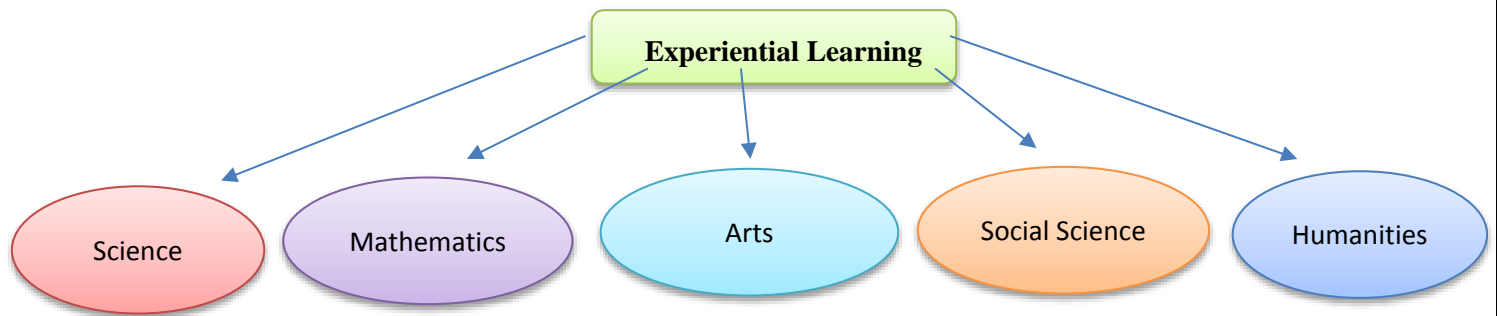 Experiential Learning
Science
Mathematics
Arts
Social Science
Humanities